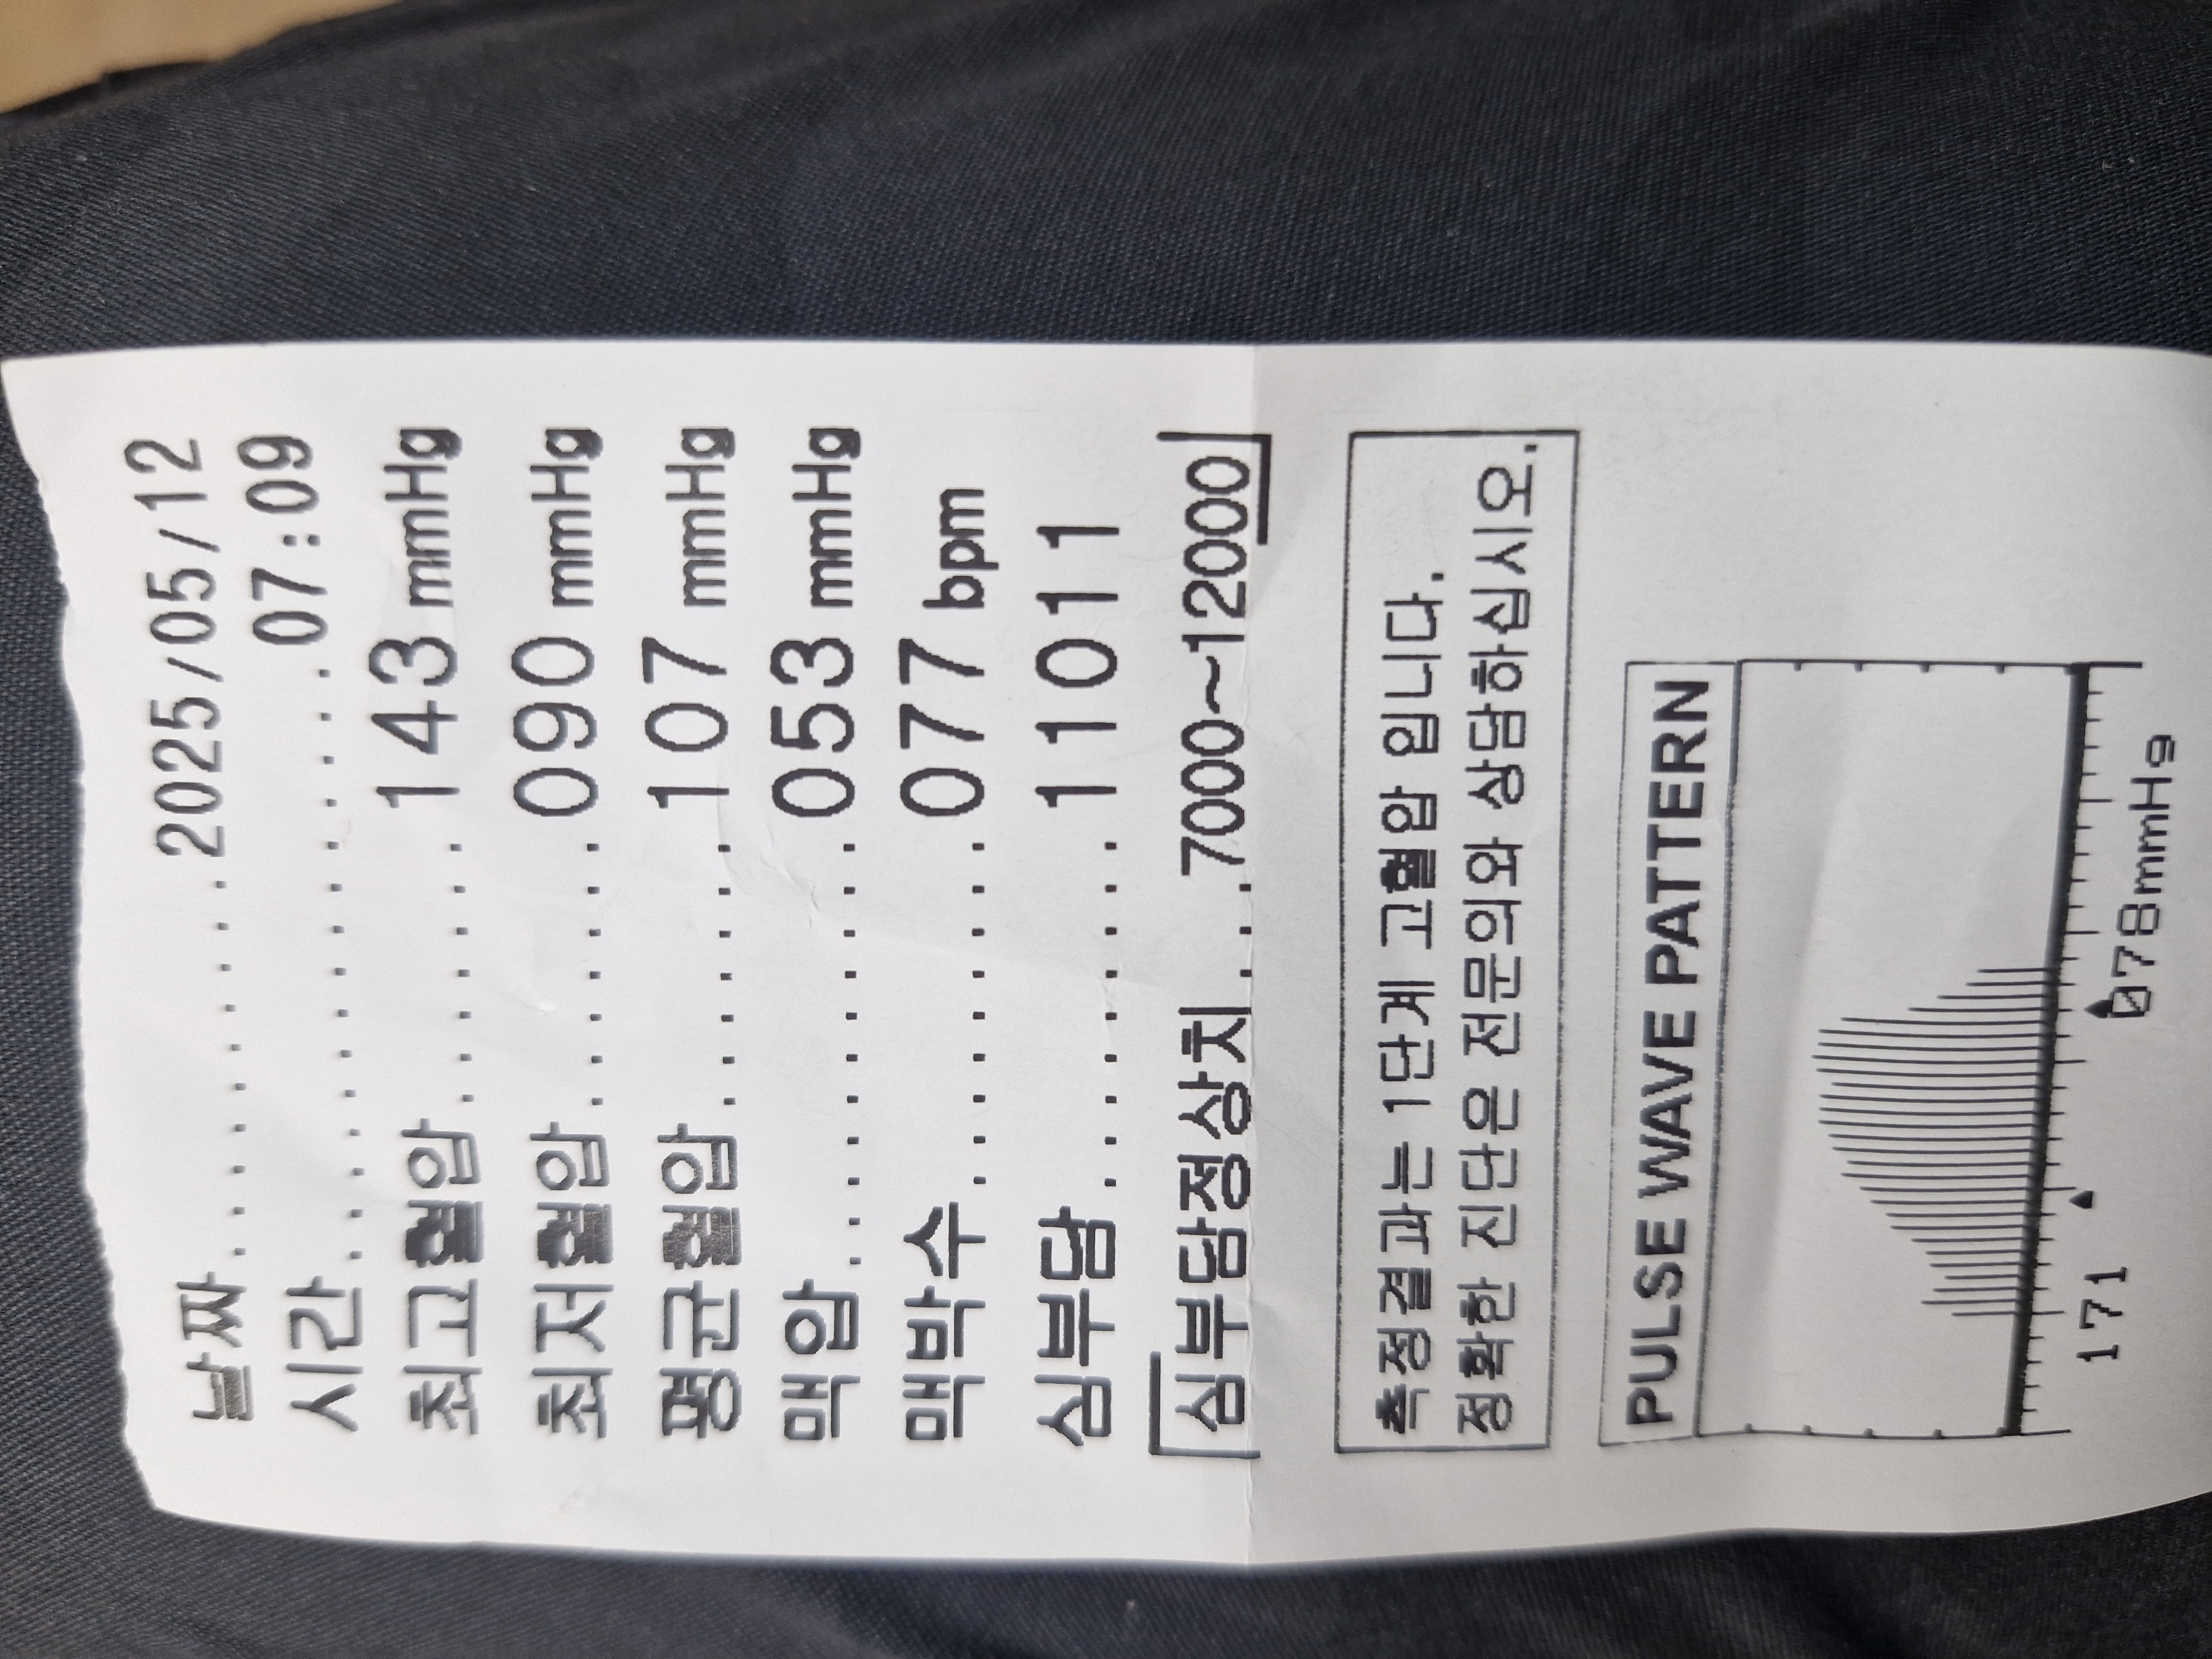 날짜................2025/05/12
시간..................07:09
최고혈압.......143 mmHg
최저혈압.......090 mmHg
평균혈압.......107 mmHg
맥압...........053 mmHg
맥박수.........077 bpm
심부담.........11011
심부담정상치...7000~12000
측정결과는 1단계 고혈압 입니다.
정확한 진단은 전문의와 상담하십시오.
PULSE WAVE PATTERN
171 078mmHg